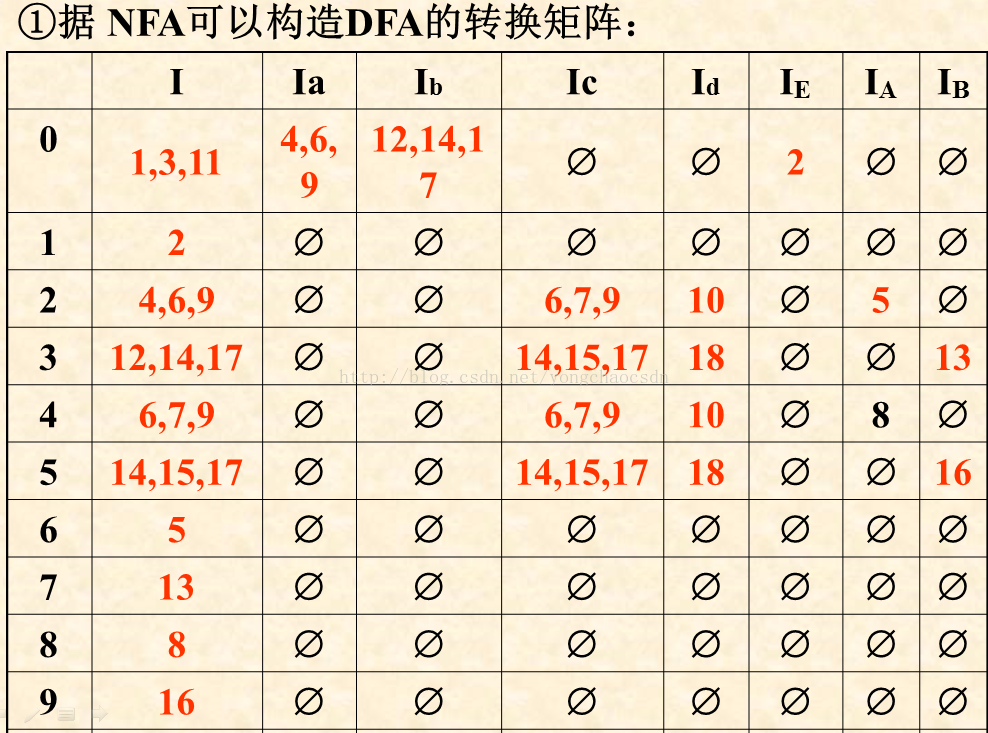 ①据 NFA可以构造DFA的转换矩阵：
I Ia Ib Ic Id IE IA IB
0 1,3,11 4,6,9 12,14,17 ∅ ∅ 2 ∅ ∅
1 2 ∅ ∅ ∅ ∅ ∅ ∅ ∅
2 4,6,9 ∅ ∅ 6,7,9 10 ∅ 5 ∅
3 12,14,17 ∅ ∅ 14,15,17 18 ∅ ∅ 13
http://blog.csdn.net/yongchaocsdn
4 6,7,9 ∅ ∅ 6,7,9 10 ∅ 8 ∅
5 14,15,17 ∅ ∅ 14,15,17 18 ∅ ∅ 16
6 5 ∅ ∅ ∅ ∅ ∅ ∅ ∅
7 13 ∅ ∅ ∅ ∅ ∅ ∅ ∅
8 8 ∅ ∅ ∅ ∅ ∅ ∅ ∅
9 16 ∅ ∅ ∅ ∅ ∅ ∅ ∅